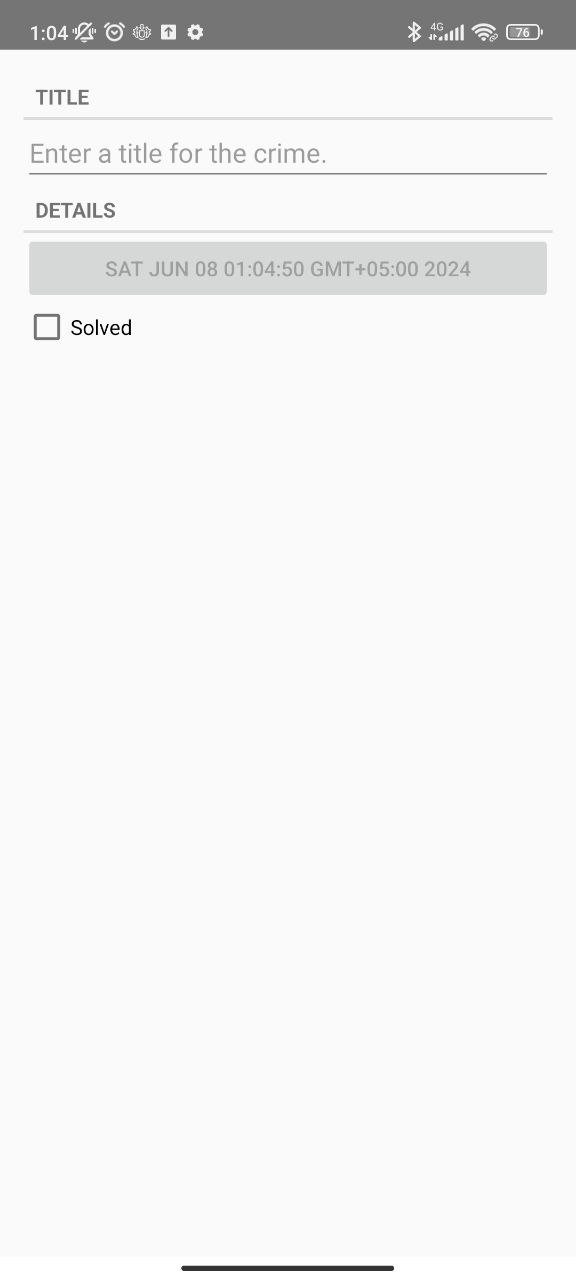 1:04 4G 76
TITLE
Enter a title for the crime.
DETAILS
SAT JUN 08 01:04:50 GMT+05:00 2024
Solved